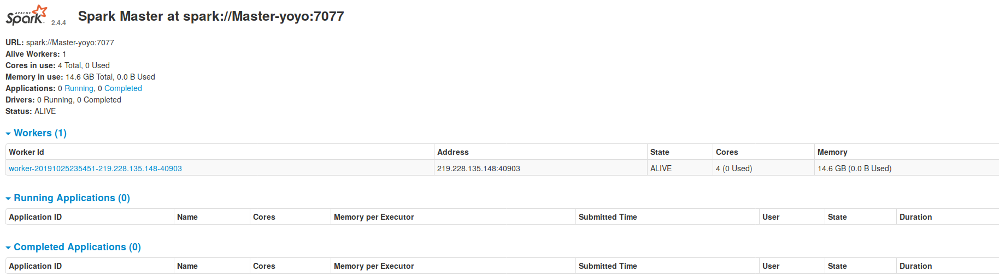 APACHE Spark 2.4.4 Spark Master at spark://Master-yoyo:7077
URL: spark://Master-yoyo:7077
Alive Workers: 1
Cores in use: 4 Total, 0 Used
Memory in use: 14.6 GB Total, 0.0 B Used
Applications: 0 Running, 0 Completed
Drivers: 0 Running, 0 Completed
Status: ALIVE
Workers (1)
Worker Id Address State Cores Memory
worker-20191025235451-219.228.135.148-40903 219.228.135.148:40903 ALIVE 4 (0 Used) 14.6 GB (0.0 B Used)
Running Applications (0)
Application ID Name Cores Memory per Executor Submitted Time User State Duration
Completed Applications (0)
Application ID Name Cores Memory per Executor Submitted Time User State Duration